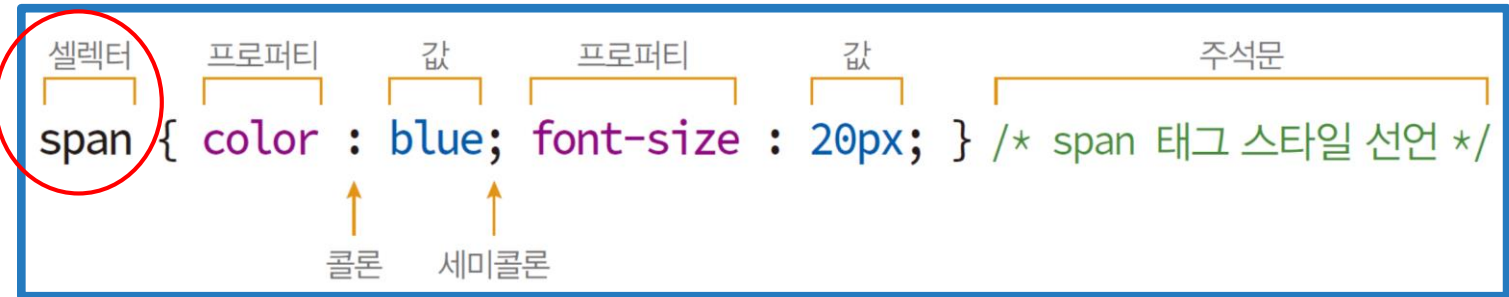 셀렉터 프로퍼티 값 프로퍼티 값 주석문
span { color : blue; font-size : 20px; } /* span 태그 스타일 선언 */
콜론 세미콜론